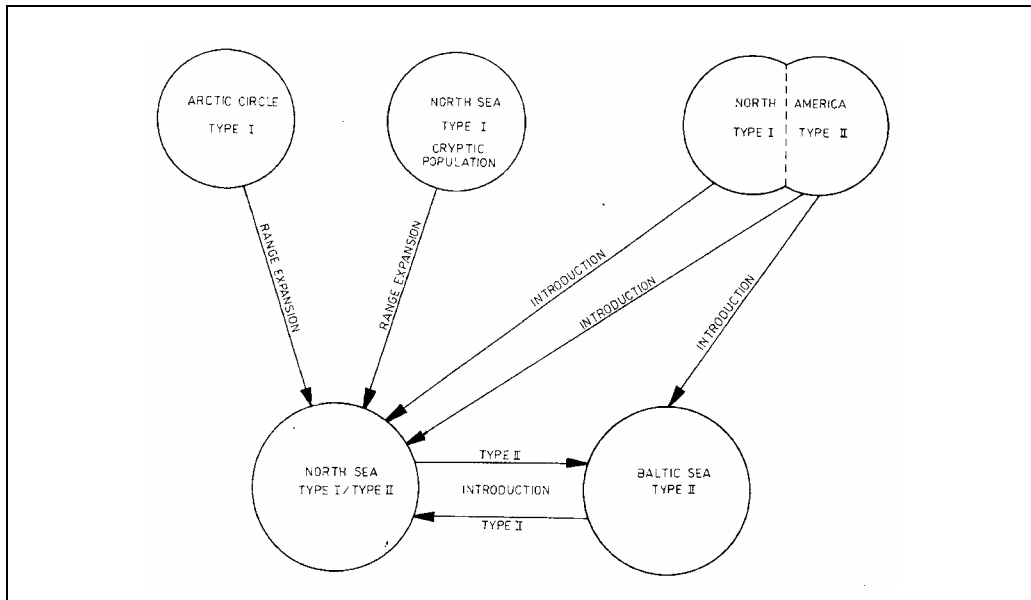 ARCTIC CIRCLE
TYPE I
NORTH SEA
TYPE I
CRYPTIC
POPULATION
NORTH AMERICA
TYPE I TYPE II
RANGE EXPANSION
RANGE EXPANSION
INTRODUCTION
INTRODUCTION
INTRODUCTION
NORTH SEA
TYPE I/TYPE II
TYPE II
INTRODUCTION
TYPE II
BALTIC SEA
TYPE II